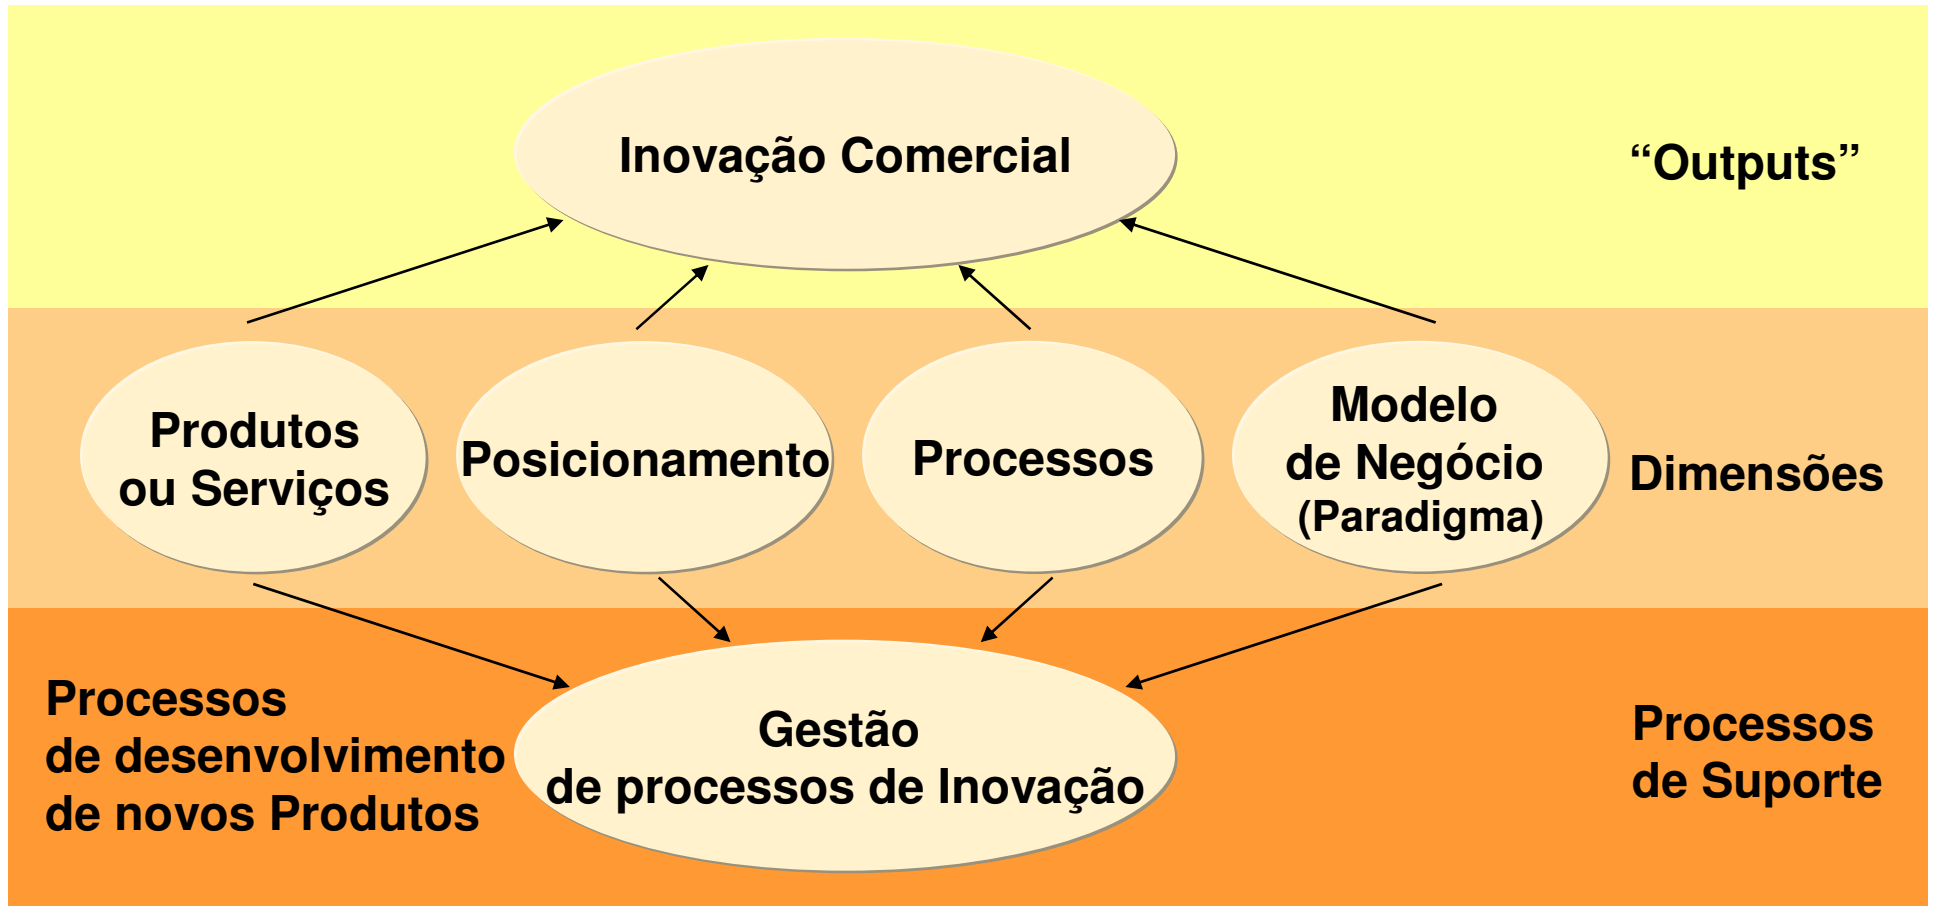 Inovação Comercial
“Outputs”
Produtos
ou Serviços
Posicionamento
Processos
Modelo
de Negócio
(Paradigma)
Dimensões
Processos
de desenvolvimento
de novos Produtos
Gestão
de processos de Inovação
Processos
de Suporte